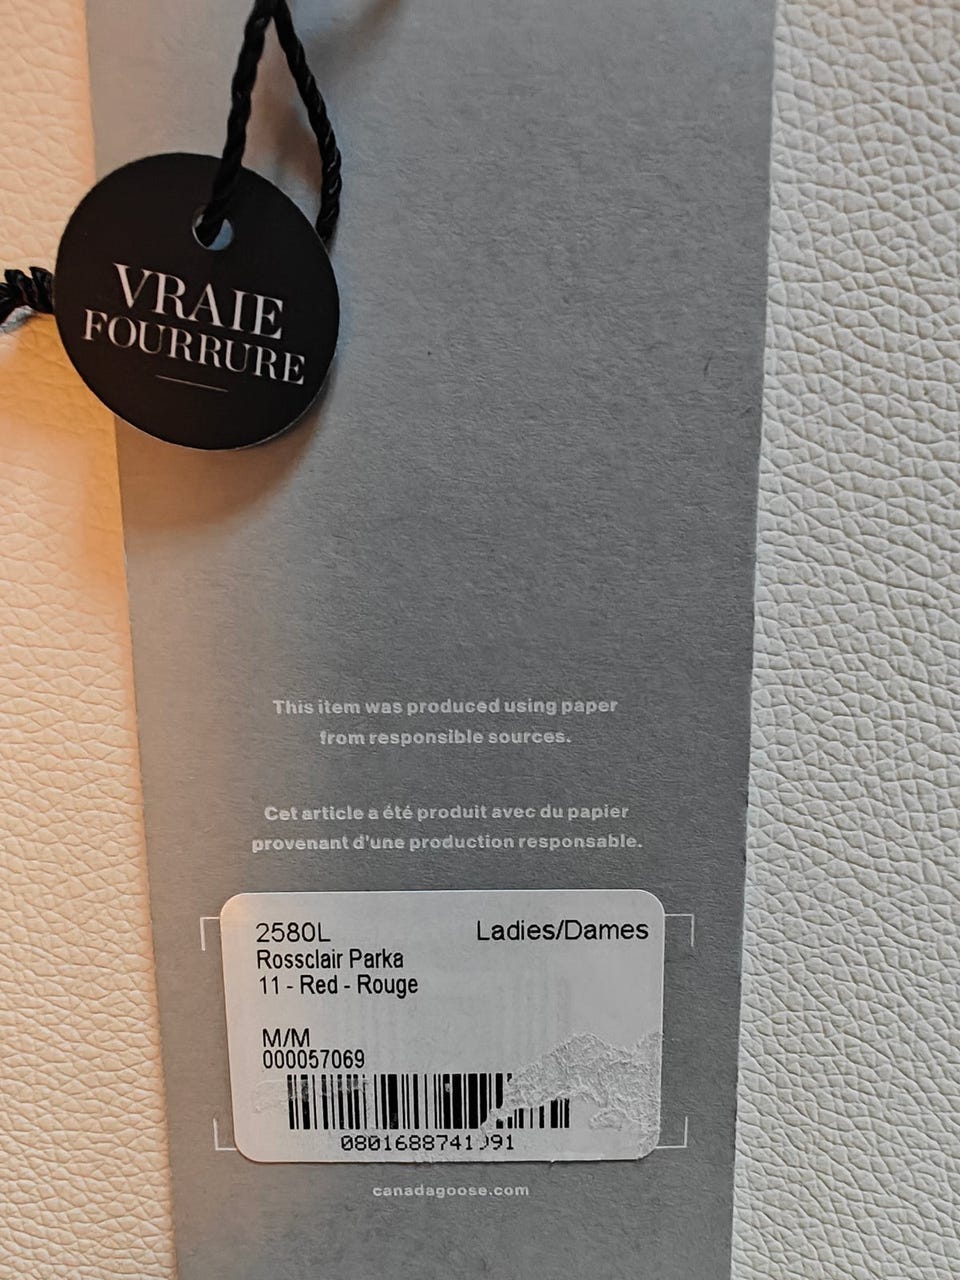 VRAIE
FOURRURE
This item was produced using paper
from responsible sources.
Cet article a été produit avec du papier
provenant d'une production responsable.
2580L Ladies/Dames
Rossclair Parka
11 - Red - Rouge
M/M
000057069
canadagoose.com